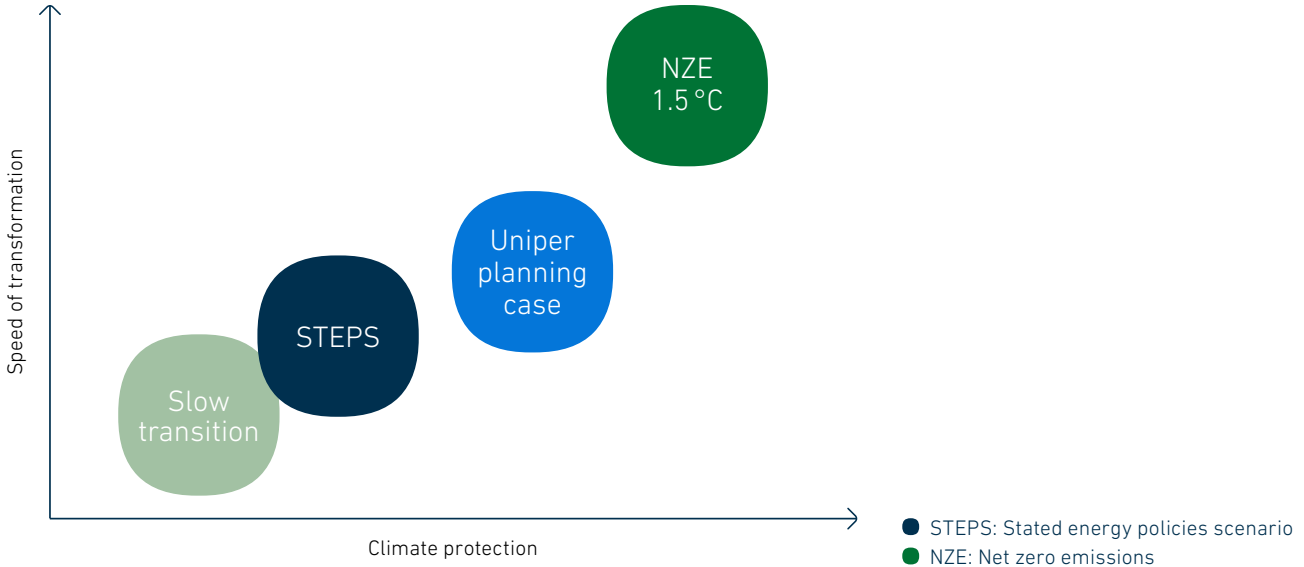 NZE
1.5 °C
Uniper
planning
case
STEPS
Slow
transition
Speed of transformation
Climate protection
STEPS: Stated energy policies scenario
NZE: Net zero emissions